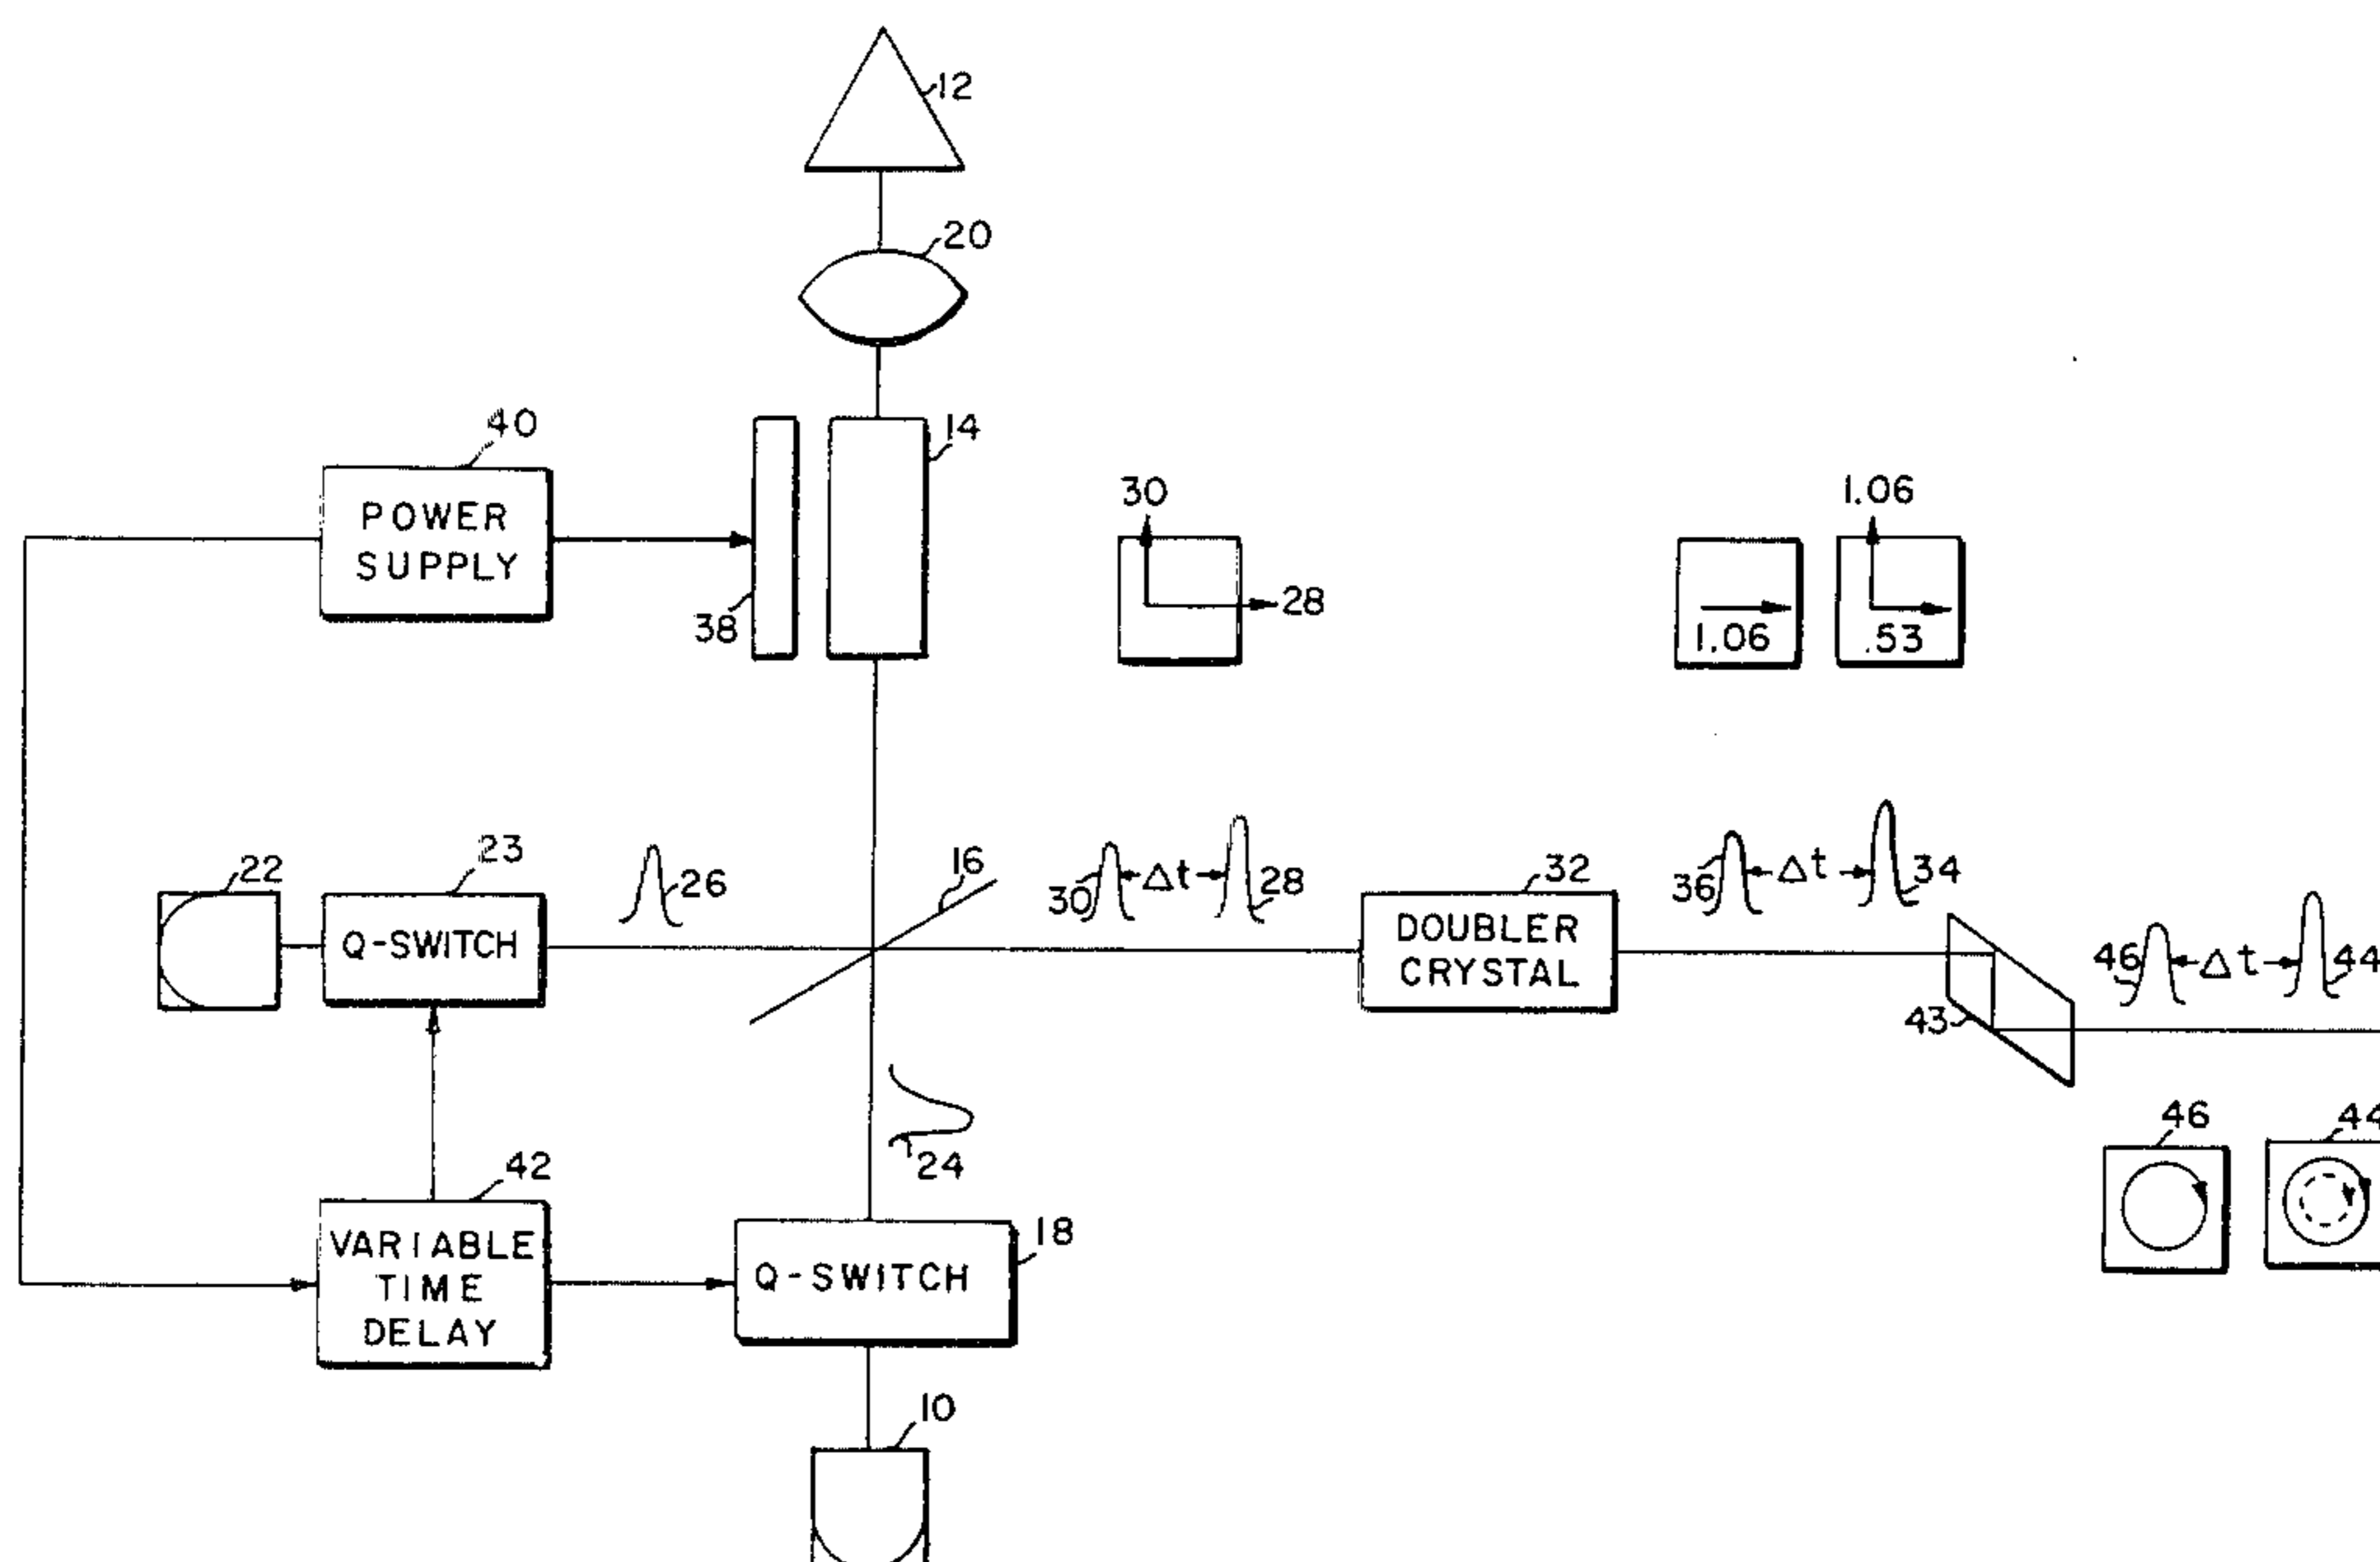 12
20
40
14
POWER
SUPPLY
38
30
28
1.06
1.06
.53
22
23
Q-SWITCH
26
16
30
Δt
28
32
DOUBLER
CRYSTAL
36
Δt
34
43
46
Δt
44
24
42
VARIABLE
TIME
DELAY
18
Q-SWITCH
46
44
10